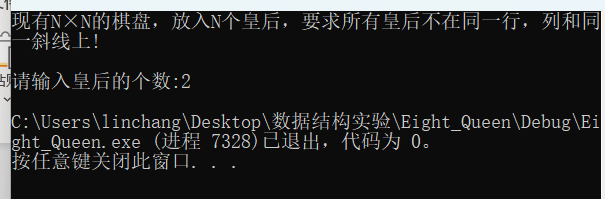 现有N×N的棋盘，放入N个皇后，要求所有皇后不在同一行，列和同
一斜线上!
请输入皇后的个数:2
C:\Users\linchang\Desktop\数据结构实验\Eight_Queen\Debug\Ei
ght_Queen.exe (进程 7328)已退出，代码为 0。
按任意键关闭此窗口. . .